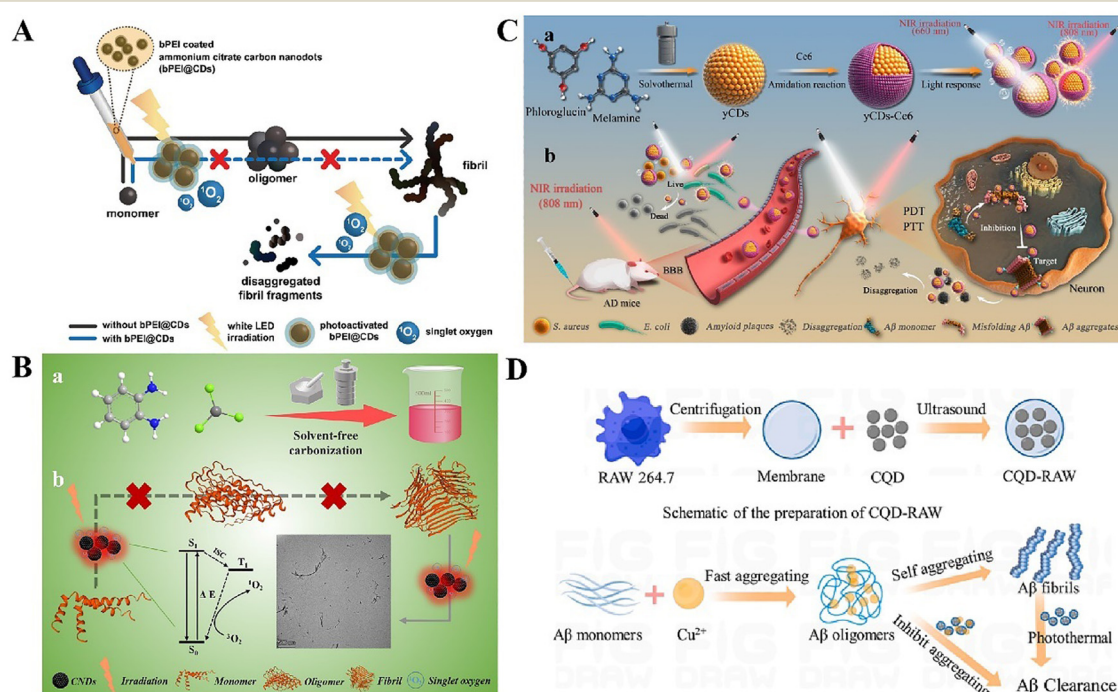 A
bPEI coated
ammonium citrate carbon nanodots
(bPEI@CDs)
oligomer
fibril
monomer
¹O₂
¹O₂
¹O₂
¹O₂
disaggregated
fibril fragments
without bPEI@CDs
with bPEI@CDs
white LED
irradiation
photoactivated
bPEI@CDs
¹O₂
singlet oxygen
B
a
Solvent-free
carbonization
b
S₁
ISC
T₁
Δ E
¹O₂
³O₂
S₀
CNDs
Irradiation
Monomer
Oligomer
Fibril
Singlet oxygen
C
a
NIR irradiation
(660 nm)
NIR irradiation
(808 nm)
Solvothermal
Ce6
Amidation reaction
Light response
Phloroglucin
Melamine
yCDs
yCDs-Ce6
b
NIR irradiation
(808 nm)
Live
Dead
BBB
AD mice
PDT
PTT
Inhibition
Target
Disaggregation
Neuron
S. aureus
E. coli
Amyloid plaques
Disaggregation
Aβ monomer
Misfolding Aβ
Aβ aggregates
D
Centrifugation
Ultrasound
RAW 264.7
Membrane
CQD
CQD-RAW
Schematic of the preparation of CQD-RAW
Fast aggregating
Self aggregating
Aβ fibrils
Aβ monomers
Cu²⁺
Aβ oligomers
Inhibit aggregating
Photothermal
Aβ Clearance